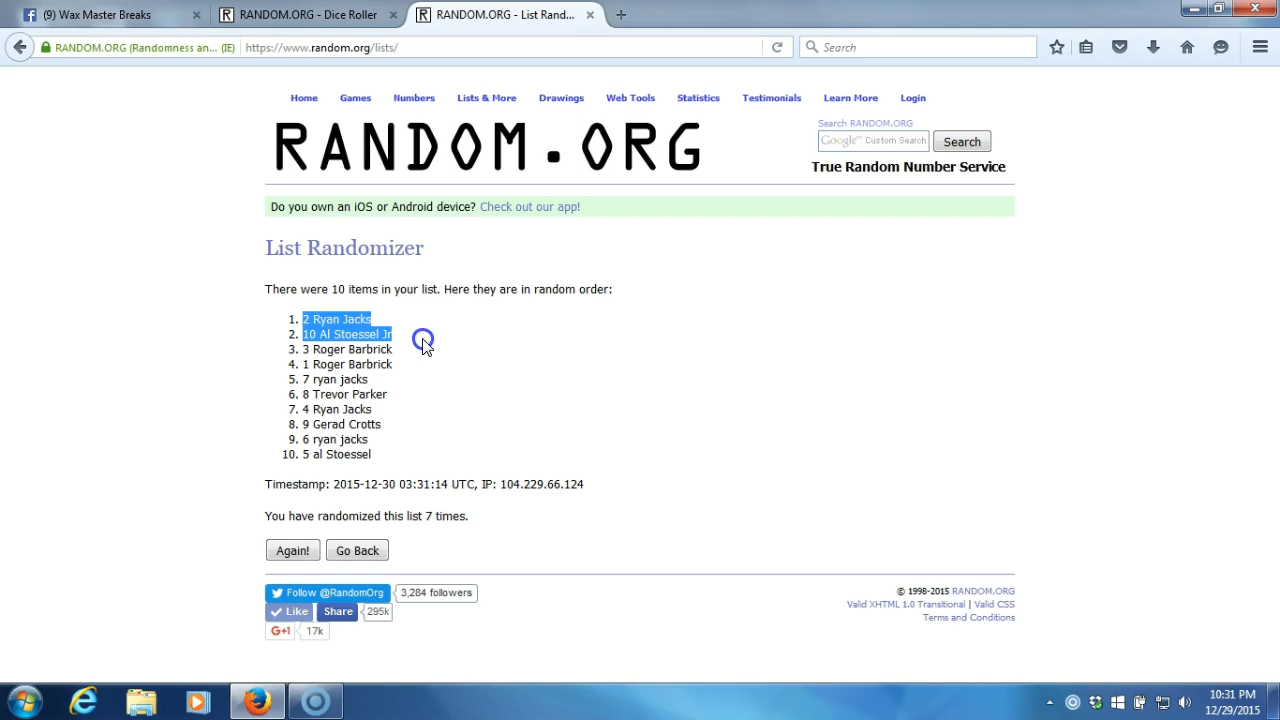 (9) Wax Master Breaks
RANDOM.ORG - Dice Roller
RANDOM.ORG - List Rand...
RANDOM.ORG (Randomness an... (IE)
https://www.random.org/lists/
Search
Home Games Numbers Lists & More Drawings Web Tools Statistics Testimonials Learn More Login
RANDOM.ORG
Search RANDOM.ORG
Google™ Custom Search
Search
True Random Number Service
Do you own an iOS or Android device? Check out our app!
List Randomizer
There were 10 items in your list. Here they are in random order:
1. 2 Ryan Jacks
2. 10 Al Stoessel Jr
3. 3 Roger Barbrick
4. 1 Roger Barbrick
5. 7 ryan jacks
6. 8 Trevor Parker
7. 4 Ryan Jacks
8. 9 Gerad Crotts
9. 6 ryan jacks
10. 5 al Stoessel
Timestamp: 2015-12-30 03:31:14 UTC, IP: 104.229.66.124
You have randomized this list 7 times.
Again! Go Back
Follow @RandomOrg 3,284 followers
Like Share 295k
G+1 17k
© 1998-2015 RANDOM.ORG
Valid XHTML 1.0 Transitional | Valid CSS
Terms and Conditions
10:31 PM
12/29/2015